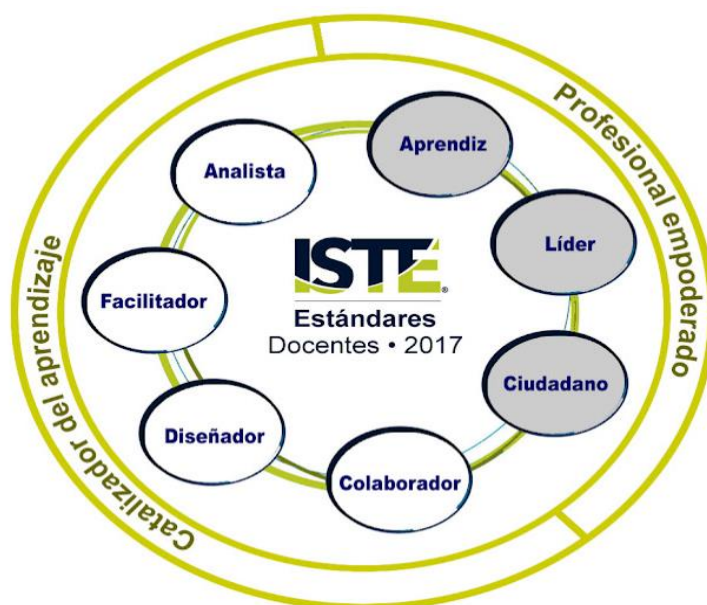 Profesional empoderado
Catalizador del aprendizaje
Aprendiz
Líder
Ciudadano
Colaborador
Diseñador
Facilitador
Analista
ISTE®
Estándares
Docentes • 2017